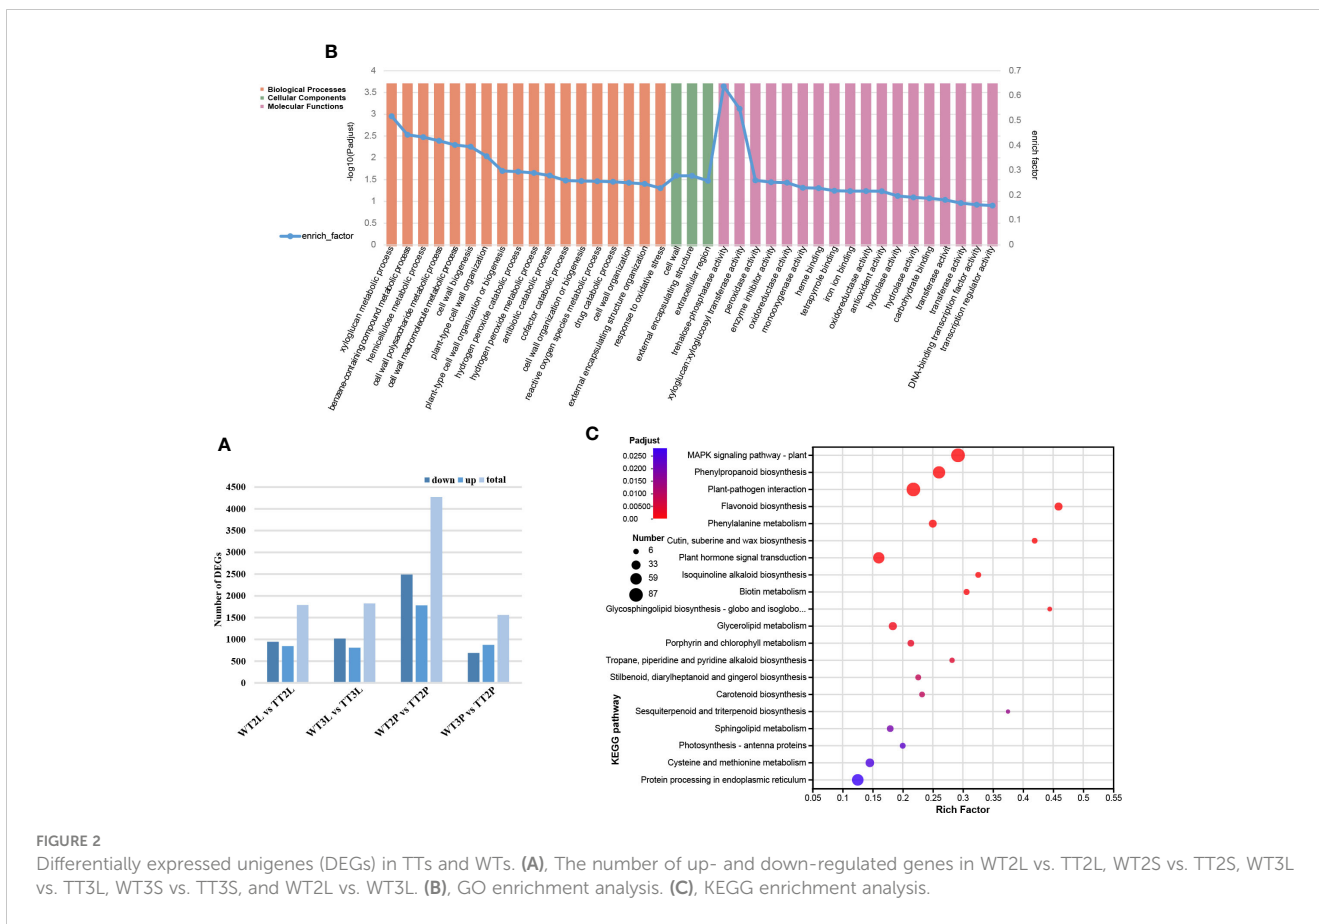 B
Biological Processes
Cellular Components
Molecular Functions
4
3.5
3
2.5
2
1.5
1
0.5
0
-log10(Padjust)
0.7
0.6
0.5
0.4
0.3
0.2
0.1
0
enrich factor
enrich_factor
xyloglucan metabolic process
benzene-containing compound metabolic process
hemicellulose metabolic process
cell wall polysaccharide metabolic process
cell wall macromolecule metabolic process
cell wall biogenesis
plant-type cell wall organization
plant-type cell wall organization or biogenesis
hydrogen peroxide catabolic process
hydrogen peroxide metabolic process
antibiotic catabolic process
cofactor catabolic process
cell wall organization or biogenesis
reactive oxygen species metabolic process
drug catabolic process
cell wall organization
external encapsulating structure organization
response to oxidative stress
cell wall
external encapsulating structure
extracellular region
trehalose-phosphatase activity
xyloglucan:xyloglucosyl transferase activity
peroxidase activity
enzyme inhibitor activity
oxidoreductase activity
monooxygenase activity
heme binding
tetrapyrrole binding
iron ion binding
oxidoreductase activity
antioxidant activity
hydrolase activity
hydrolase activity
carbohydrate binding
transferase activit
transferase activity
DNA-binding transcription factor activity
transcription regulator activity
A
down up total
4500
4000
3500
3000
2500
2000
1500
1000
500
0
Number of DEGs
WT2L vs TT2L
WT3L vs TT3L
WT2P vs TT2P
WT3P vs TT2P
C
Padjust
0.0250
0.0200
0.0150
0.0100
0.00500
0.00
Number
6
33
59
87
KEGG pathway
MAPK signaling pathway - plant
Phenylpropanoid biosynthesis
Plant-pathogen interaction
Flavonoid biosynthesis
Phenylalanine metabolism
Cutin, suberine and wax biosynthesis
Plant hormone signal transduction
Isoquinoline alkaloid biosynthesis
Biotin metabolism
Glycosphingolipid biosynthesis - globo and isoglobo...
Glycerolipid metabolism
Porphyrin and chlorophyll metabolism
Tropane, piperidine and pyridine alkaloid biosynthesis
Stilbenoid, diarylheptanoid and gingerol biosynthesis
Carotenoid biosynthesis
Sesquiterpenoid and triterpenoid biosynthesis
Sphingolipid metabolism
Photosynthesis - antenna proteins
Cysteine and methionine metabolism
Protein processing in endoplasmic reticulum
0.05 0.1 0.15 0.2 0.25 0.3 0.35 0.4 0.45 0.5 0.55
Rich Factor
FIGURE 2
Differentially expressed unigenes (DEGs) in TTs and WTs. (A), The number of up- and down-regulated genes in WT2L vs. TT2L, WT2S vs. TT2S, WT3L
vs. TT3L, WT3S vs. TT3S, and WT2L vs. WT3L. (B), GO enrichment analysis. (C), KEGG enrichment analysis.